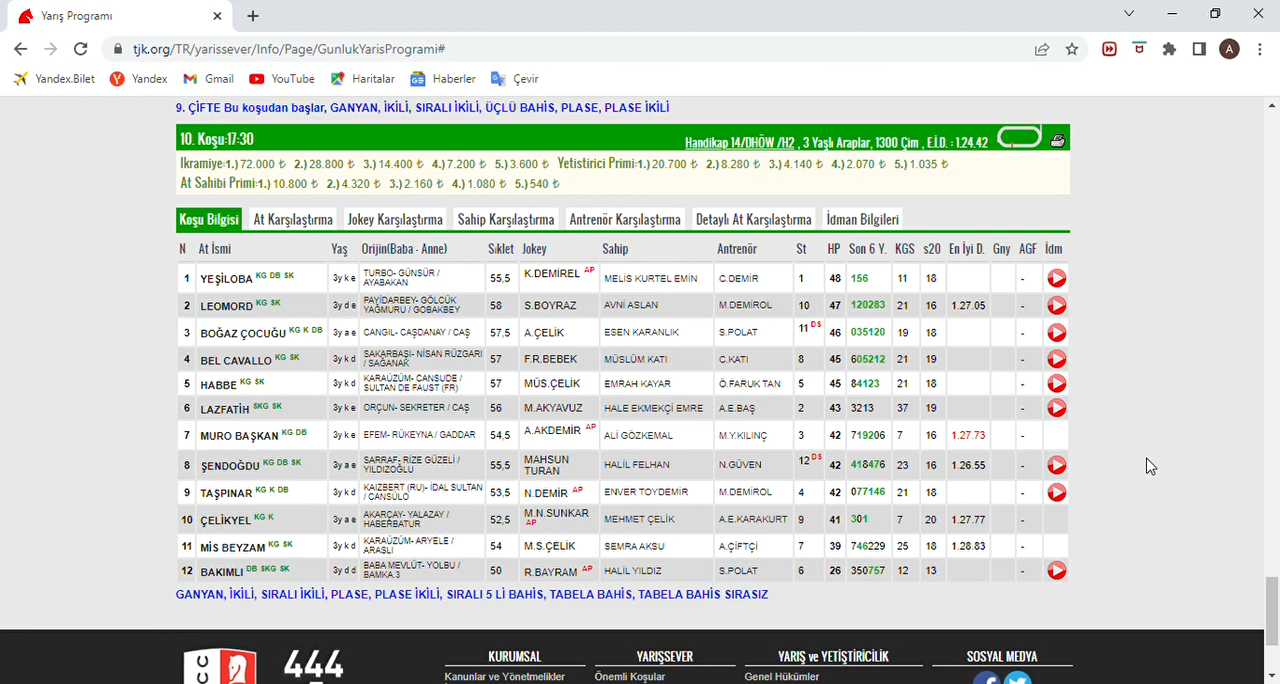 Yarış Programı
tjk.org/TR/yarissever/Info/Page/GunlukYarisProgrami#
A
Yandex.Bilet Yandex Gmail YouTube Haritalar Haberler Çevir
9. ÇİFTE Bu koşudan başlar, GANYAN, İKİLİ, SIRALI İKİLİ, ÜÇLÜ BAHİS, PLASE, PLASE İKİLİ
10. Koşu:17:30 Handikap 14/DHÖW /H2 , 3 Yaşlı Araplar, 1300 Çim , E.İ.D. : 1.24.42
Ikramiye:1.) 72.000 ₺ 2.) 28.800 ₺ 3.) 14.400 ₺ 4.) 7.200 ₺ 5.) 3.600 ₺ Yetistirici Primi:1.) 20.700 ₺ 2.) 8.280 ₺ 3.) 4.140 ₺ 4.) 2.070 ₺ 5.) 1.035 ₺
At Sahibi Primi:1.) 10.800 ₺ 2.) 4.320 ₺ 3.) 2.160 ₺ 4.) 1.080 ₺ 5.) 540 ₺
Koşu Bilgisi At Karşılaştırma Jokey Karşılaştırma Sahip Karşılaştırma Antrenör Karşılaştırma Detaylı At Karşılaştırma İdman Bilgileri
N At İsmi Yaş Orijin(Baba - Anne) Sıklet Jokey Sahip Antrenör St HP Son 6 Y. KGS s20 En İyi D. Gny AGF İdm
1 YEŞİLOBA KG DB SK 3y k e TURBO- GÜNSÜR / AYABAKAN 55,5 K.DEMİREL AP MELİS KURTEL EMİN C.DEMİR 1 48 156 11 18 -
2 LEOMORD KG SK 3y d e PAYİDARBEY- GÖLCÜK YAĞMURU / GOBAKBEY 58 S.BOYRAZ AVNİ ASLAN M.DEMİROL 10 47 120283 21 16 1.27.05 -
3 BOĞAZ ÇOCUĞU KG K DB 3y a e CANGIL- CAŞDANAY / CAŞ 57,5 A.ÇELİK ESEN KARANLIK S.POLAT 11 DS 46 035120 19 18 -
4 BEL CAVALLO KG SK 3y k d SAKARBAŞI- NİSAN RÜZGARI / SAĞANAK 57 F.R.BEBEK MÜSLÜM KATI C.KATI 8 45 605212 21 19 -
5 HABBE KG SK 3y k d KARAÜZÜM- CANSUDE / SULTAN DE FAUST (FR) 57 MÜS.ÇELİK EMRAH KAYAR Ö.FARUK TAN 5 45 84123 21 18 -
6 LAZFATİH SKG SK 3y k e ORÇUN- SEKRETER / CAŞ 56 M.AKYAVUZ HALE EKMEKÇİ EMRE A.E.BAŞ 2 43 3213 37 19 -
7 MURO BAŞKAN KG DB 3y k e EFEM- RÜKEYNA / GADDAR 54,5 A.AKDEMİR AP ALİ GÖZKEMAL M.Y.KILINÇ 3 42 719206 7 16 1.27.73 -
8 ŞENDOĞDU KG DB SK 3y a e SARRAF- RİZE GÜZELİ / YILDIZOĞLU 55,5 MAHSUN TURAN HALİL FELHAN N.GÜVEN 12 DS 42 418476 23 16 1.26.55 -
9 TAŞPINAR KG K DB 3y k d KAIZBERT (RU)- İDAL SULTAN / CANSULO 53,5 N.DEMİR AP ENVER TOYDEMİR M.DEMİROL 4 42 077146 21 18 -
10 ÇELİKYEL KG K 3y a e AKARÇAY- YALAZAY / HABERBATUR 52,5 M.N.SUNKAR AP MEHMET ÇELİK A.E.KARAKURT 9 41 301 7 20 1.27.77 -
11 MİS BEYZAM KG SK 3y k d KARAÜZÜM- ARYELE / ARASLI 54 M.S.ÇELİK SEMRA AKSU A.ÇİFTÇİ 7 39 746229 25 18 1.28.83 -
12 BAKIMLI DB SKG SK 3y d d BABA MEVLÜT- YOLBU / BAMKA.3 50 R.BAYRAM AP HALİL YILDIZ S.POLAT 6 26 350757 12 13 -
GANYAN, İKİLİ, SIRALI İKİLİ, PLASE, PLASE İKİLİ, SIRALI 5 Lİ BAHİS, TABELA BAHİS, TABELA BAHİS SIRASIZ
444
KURUMSAL YARIŞSEVER YARIŞ ve YETİŞTİRİCİLİK SOSYAL MEDYA
Kanunlar ve Yönetmelikler Önemli Koşular Genel Hükümler